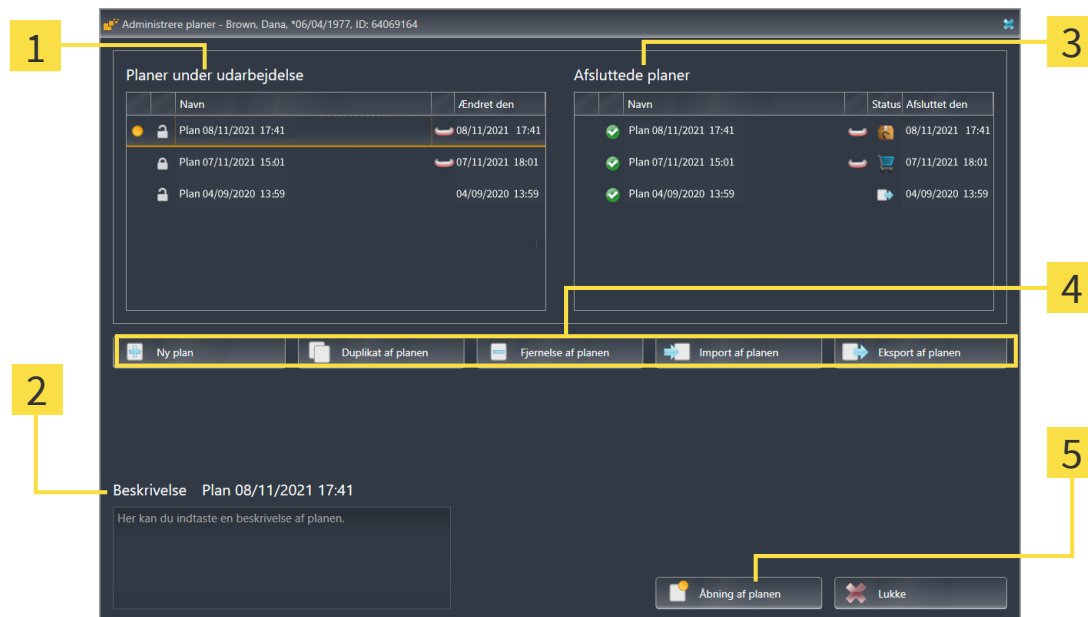 Administrere planer - Brown, Dana, *06/04/1977, ID: 64069164
1
3
Planer under udarbejdelse
Afsluttede planer
Navn Ændret den
Navn Status Afsluttet den
Plan 08/11/2021 17:41 08/11/2021 17:41
Plan 08/11/2021 17:41 08/11/2021 17:41
Plan 07/11/2021 15:01 07/11/2021 18:01
Plan 07/11/2021 15:01 07/11/2021 18:01
Plan 04/09/2020 13:59 04/09/2020 13:59
Plan 04/09/2020 13:59 04/09/2020 13:59
4
Ny plan Duplikat af planen Fjernelse af planen Import af planen Eksport af planen
2
5
Beskrivelse Plan 08/11/2021 17:41
Her kan du indtaste en beskrivelse af planen.
Åbning af planen Lukke